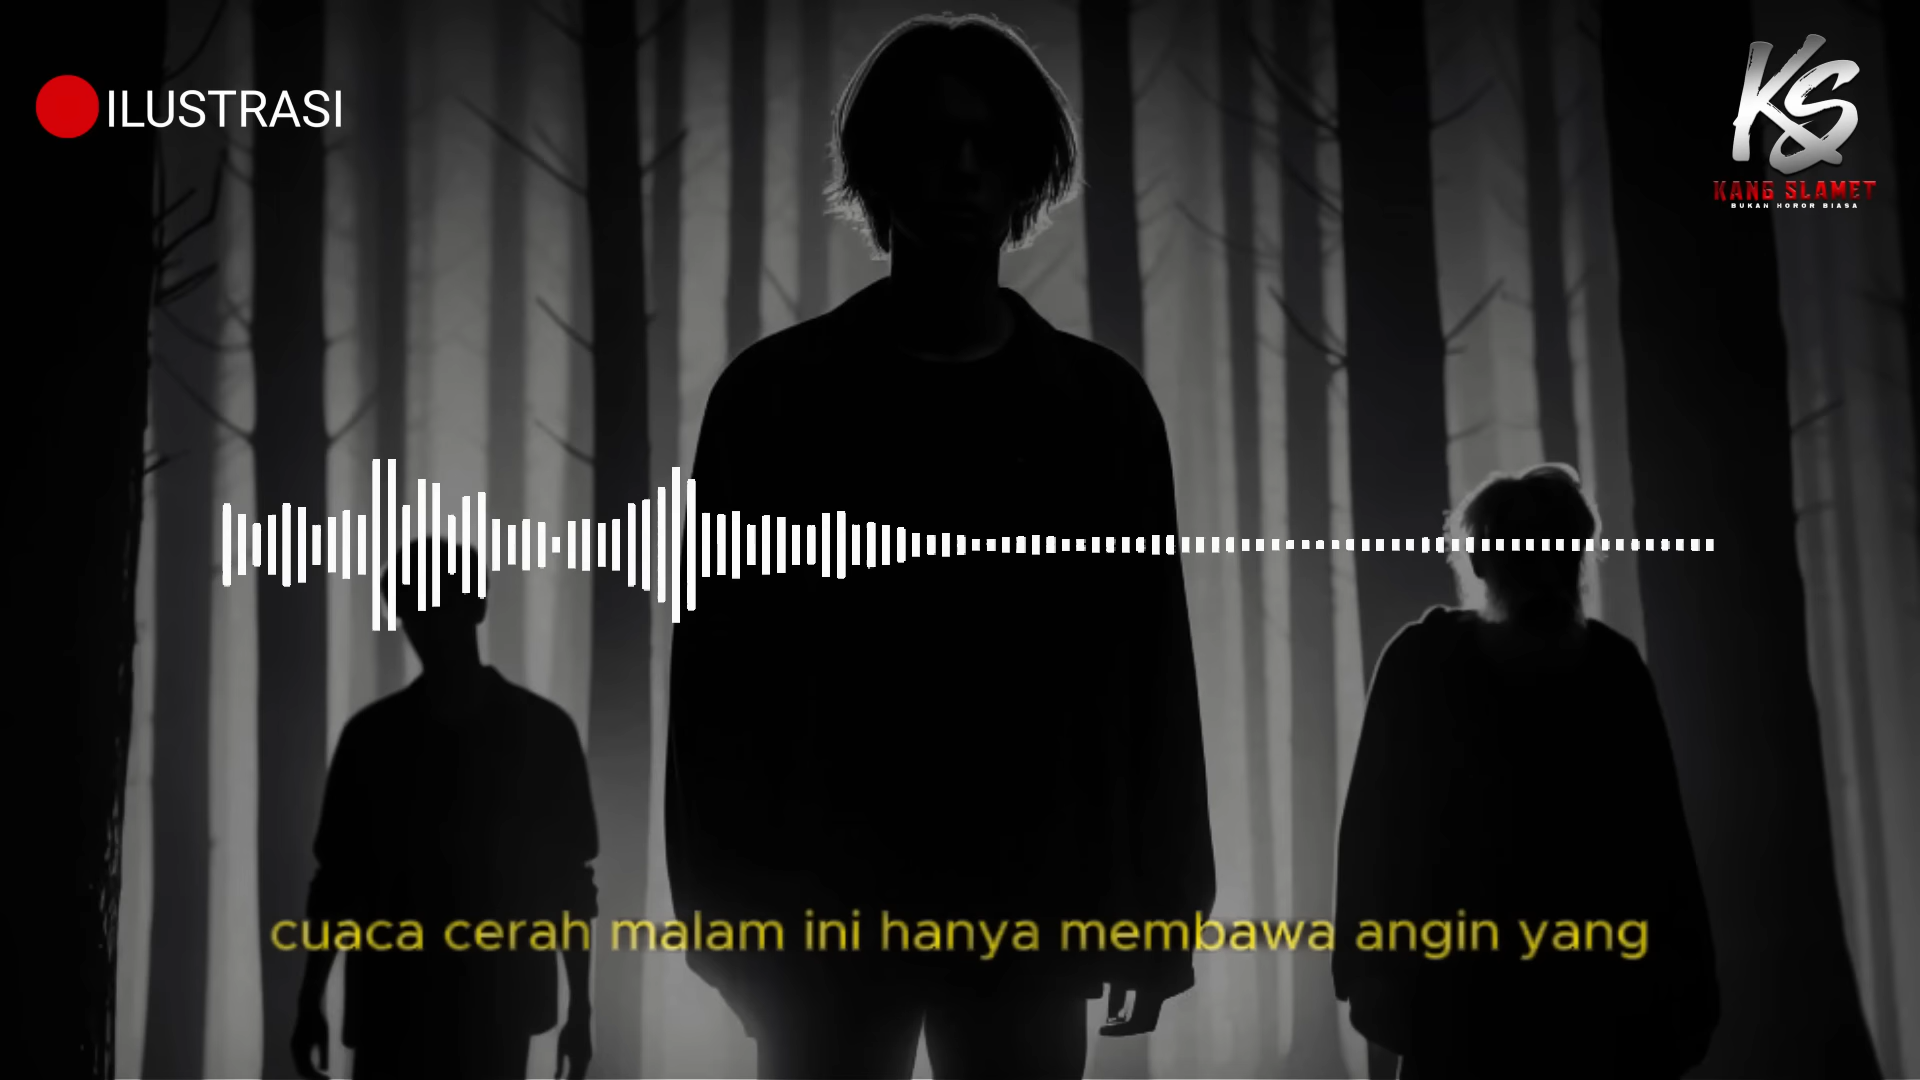 ILUSTRASI
KS
KANG SLAMET
BUKAN HOROR BIASA
cuaca cerah malam ini hanya membawa angin yang